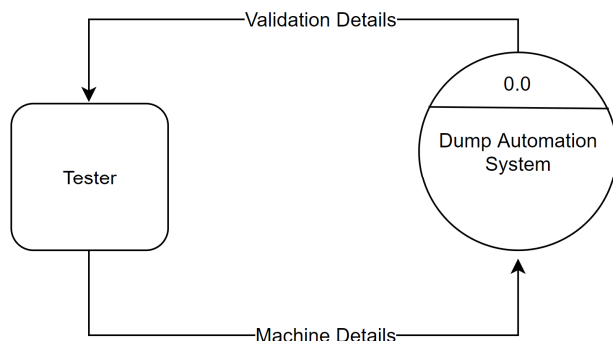 Validation Details
0.0
Dump Automation
System
Tester
Machine Details